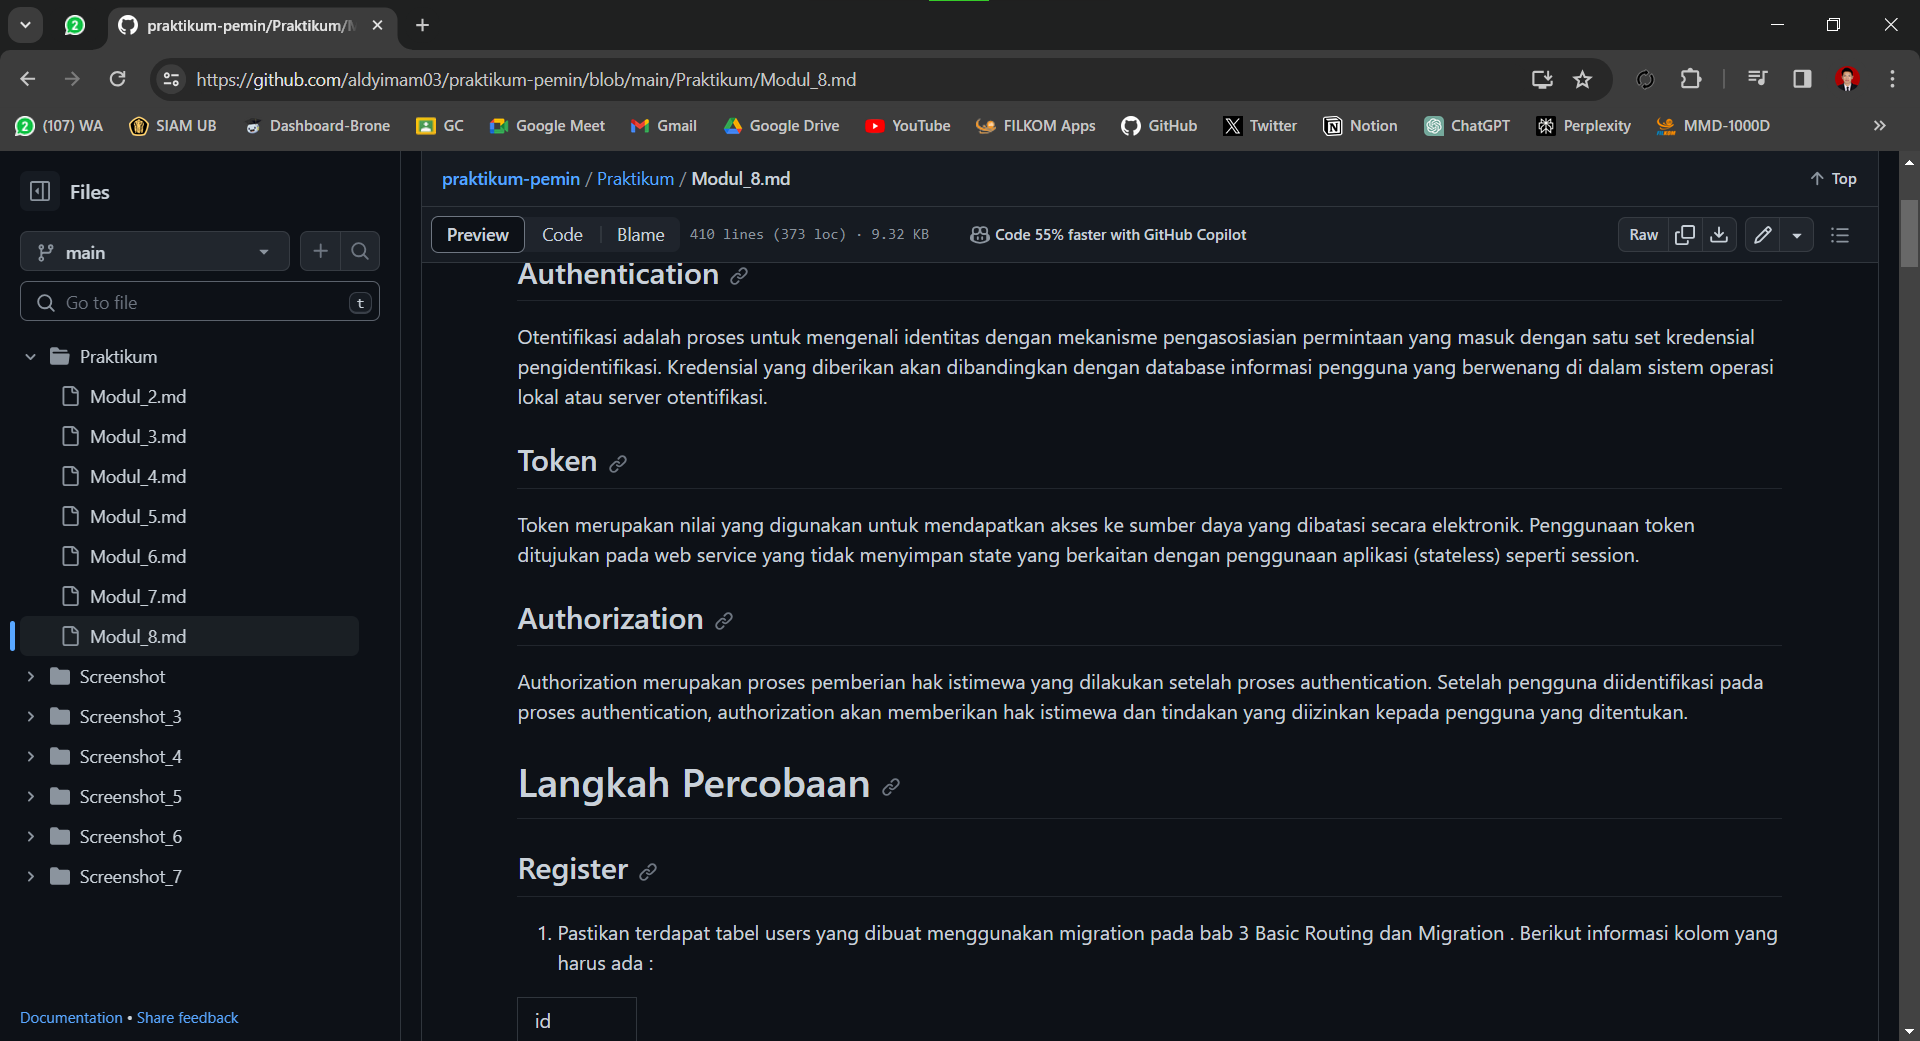 2
praktikum-pemin/Praktikum/M
https://github.com/aldyimam03/praktikum-pemin/blob/main/Praktikum/Modul_8.md
2 (107) WA SIAM UB Dashboard-Brone GC Google Meet Gmail Google Drive YouTube FILKOM Apps GitHub Twitter Notion ChatGPT Perplexity MMD-1000D
Files
main
Go to file t
Praktikum
Modul_2.md
Modul_3.md
Modul_4.md
Modul_5.md
Modul_6.md
Modul_7.md
Modul_8.md
Screenshot
Screenshot_3
Screenshot_4
Screenshot_5
Screenshot_6
Screenshot_7
Documentation • Share feedback
praktikum-pemin / Praktikum / Modul_8.md
Top
Preview Code Blame 410 lines (373 loc) · 9.32 KB Code 55% faster with GitHub Copilot Raw
Authentication
Otentifikasi adalah proses untuk mengenali identitas dengan mekanisme pengasosiasian permintaan yang masuk dengan satu set kredensial
pengidentifikasi. Kredensial yang diberikan akan dibandingkan dengan database informasi pengguna yang berwenang di dalam sistem operasi
lokal atau server otentifikasi.
Token
Token merupakan nilai yang digunakan untuk mendapatkan akses ke sumber daya yang dibatasi secara elektronik. Penggunaan token
ditujukan pada web service yang tidak menyimpan state yang berkaitan dengan penggunaan aplikasi (stateless) seperti session.
Authorization
Authorization merupakan proses pemberian hak istimewa yang dilakukan setelah proses authentication. Setelah pengguna diidentifikasi pada
proses authentication, authorization akan memberikan hak istimewa dan tindakan yang diizinkan kepada pengguna yang ditentukan.
Langkah Percobaan
Register
1. Pastikan terdapat tabel users yang dibuat menggunakan migration pada bab 3 Basic Routing dan Migration . Berikut informasi kolom yang
harus ada :
id